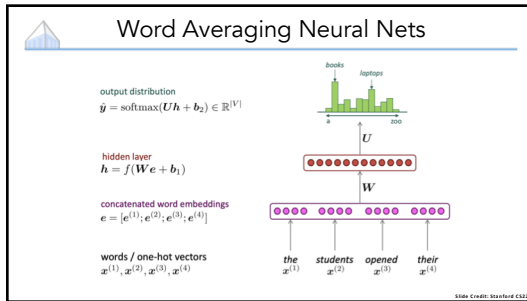 Word Averaging Neural Nets
output distribution
ŷ = softmax(Uh + b₂) ∈ ℝ|V|
hidden layer
h = f(We + b₁)
concatenated word embeddings
e = [e⁽¹⁾; e⁽²⁾; e⁽³⁾; e⁽⁴⁾]
words / one-hot vectors
x⁽¹⁾, x⁽²⁾, x⁽³⁾, x⁽⁴⁾
books
laptops
a zoo
U
W
the students opened their
x⁽¹⁾ x⁽²⁾ x⁽³⁾ x⁽⁴⁾
Slide Credit: Stanford